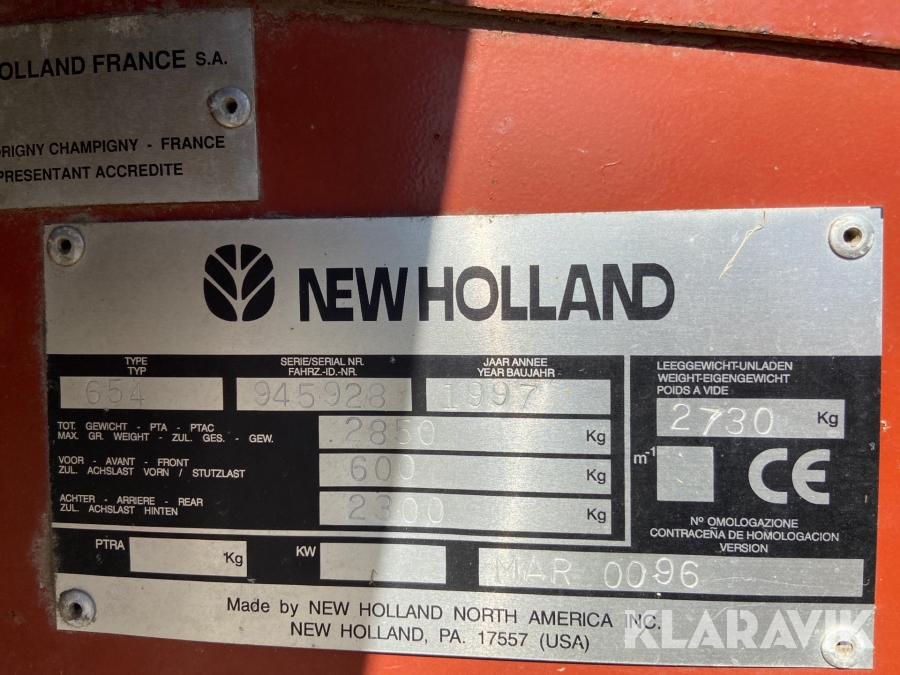 OLLAND FRANCE S.A.
ORIGNY CHAMPIGNY - FRANCE
PRESENTANT ACCREDITE
NEW HOLLAND
TYPE
TYP
654
SERIE/SERIAL NR.
FAHRZ.-ID.-NR.
945928
JAAR ANNEE
YEAR BAUJAHR
1997
LEEGGEWICHT-UNLADEN
WEIGHT-EIGENGEWICHT
POIDS A VIDE
2730 Kg
TOT. GEWICHT - PTA - PTAC
MAX. GR. WEIGHT - ZUL. GES. - GEW.
2850 Kg
VOOR - AVANT - FRONT
ZUL. ACHSLAST VORN / STUTZLAST
600 Kg
ACHTER - ARRIERE - REAR
ZUL. ACHSLAST HINTEN
2300 Kg
m-1
CE
Nº OMOLOGAZIONE
CONTRACEÑA DE HOMOLOGACION
VERSION
PTRA Kg
KW
MAR 0096
Made by NEW HOLLAND NORTH AMERICA INC.
NEW HOLLAND, PA. 17557 (USA)
KLARAVIK